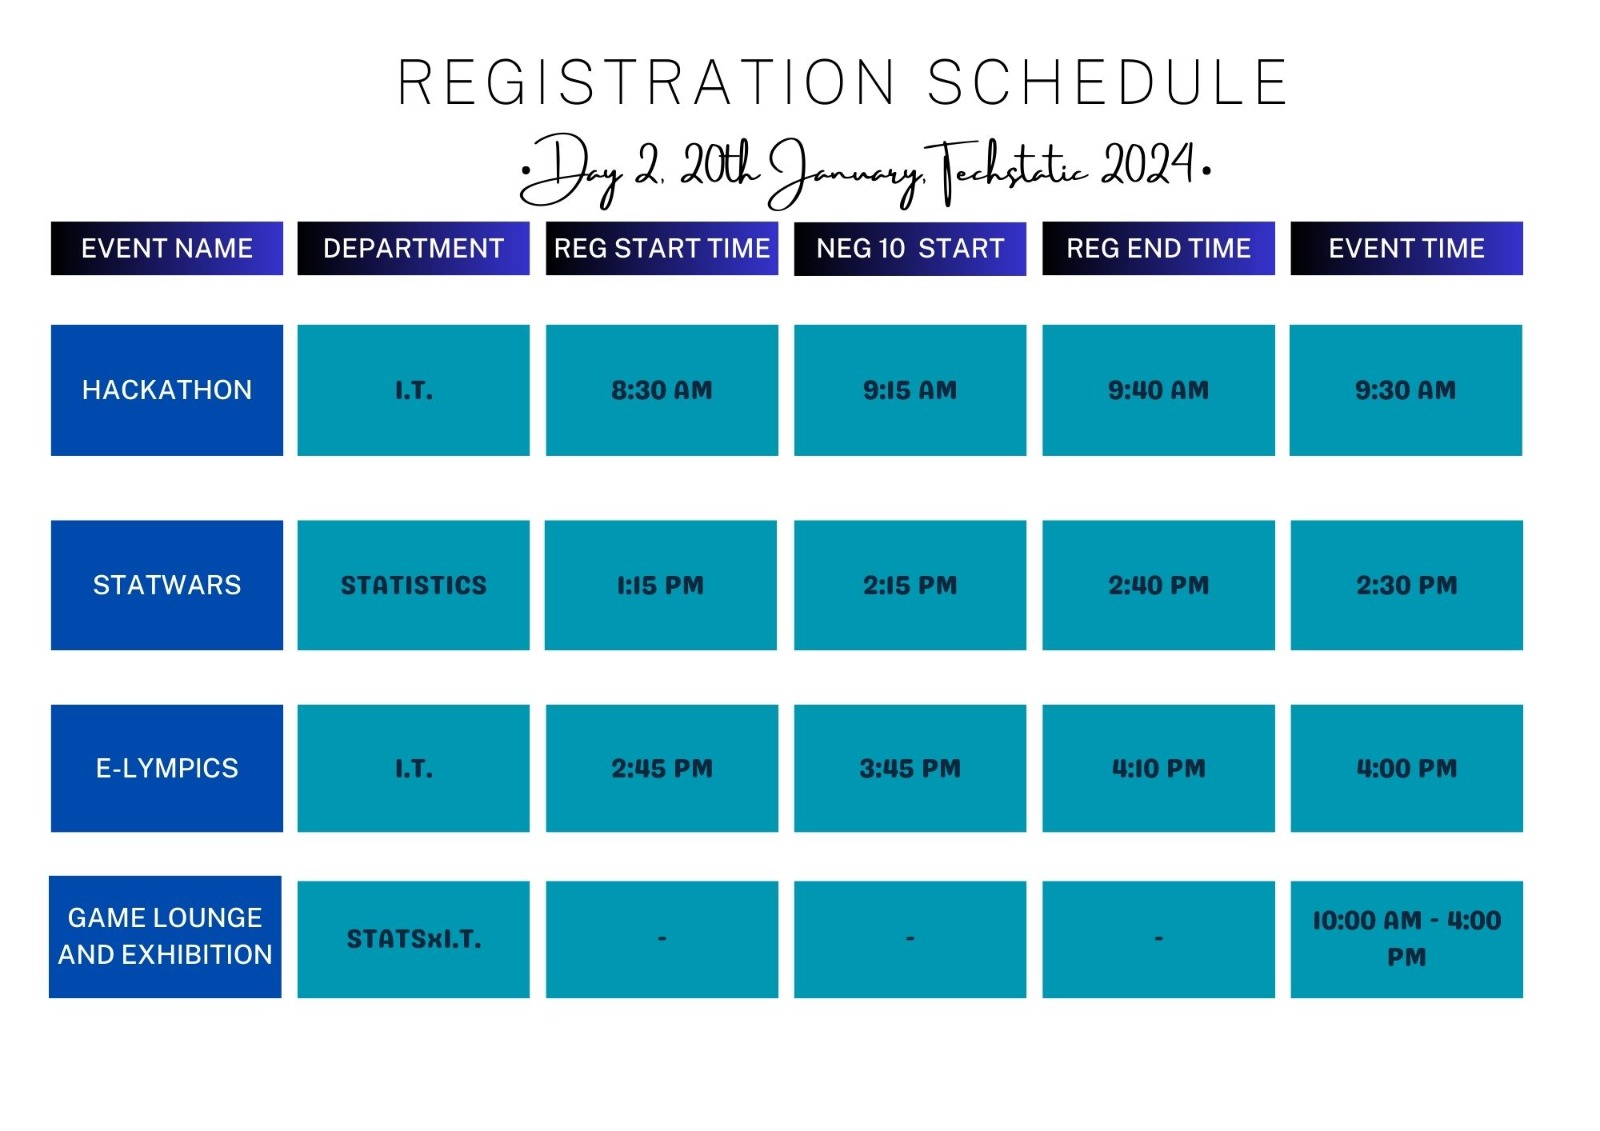 REGISTRATION SCHEDULE
•Day 2, 20th January, Techstatic 2024•
EVENT NAME DEPARTMENT REG START TIME NEG 10 START REG END TIME EVENT TIME
HACKATHON I.T. 8:30 AM 9:15 AM 9:40 AM 9:30 AM
STATWARS STATISTICS 1:15 PM 2:15 PM 2:40 PM 2:30 PM
E-LYMPICS I.T. 2:45 PM 3:45 PM 4:10 PM 4:00 PM
GAME LOUNGE
AND EXHIBITION STATSxI.T. - - - 10:00 AM - 4:00
PM